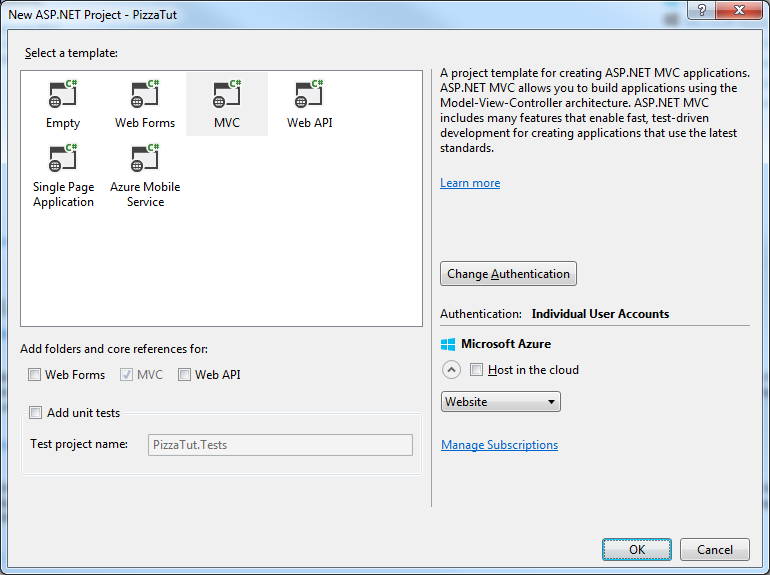 New ASP.NET Project - PizzaTut
?
Select a template:
C#
C#
C#
C#
Empty
Web Forms
MVC
Web API
C#
C#
Single Page
Application
Azure Mobile
Service
A project template for creating ASP.NET MVC applications.
ASP.NET MVC allows you to build applications using the
Model-View-Controller architecture. ASP.NET MVC
includes many features that enable fast, test-driven
development for creating applications that use the latest
standards.
Learn more
Change Authentication
Authentication: Individual User Accounts
Microsoft Azure
Host in the cloud
Website
Manage Subscriptions
Add folders and core references for:
Web Forms
MVC
Web API
Add unit tests
Test project name:
PizzaTut.Tests
OK
Cancel